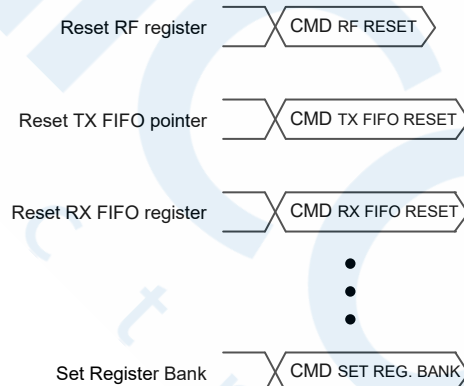 Reset RF register CMD RF RESET
Reset TX FIFO pointer CMD TX FIFO RESET
Reset RX FIFO register CMD RX FIFO RESET
Set Register Bank CMD SET REG. BANK